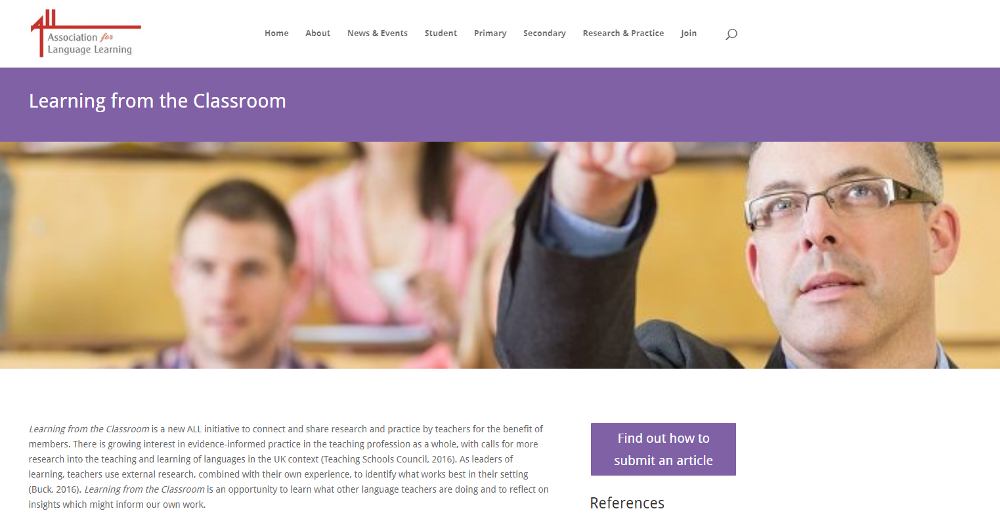 Association for
Language Learning
Home About News & Events Student Primary Secondary Research & Practice Join
Learning from the Classroom
Learning from the Classroom is a new ALL initiative to connect and share research and practice by teachers for the benefit of
members. There is growing interest in evidence-informed practice in the teaching profession as a whole, with calls for more
research into the teaching and learning of languages in the UK context (Teaching Schools Council, 2016). As leaders of
learning, teachers use external research, combined with their own experience, to identify what works best in their setting
(Buck, 2016). Learning from the Classroom is an opportunity to learn what other language teachers are doing and to reflect on
insights which might inform our own work.
Find out how to
submit an article
References